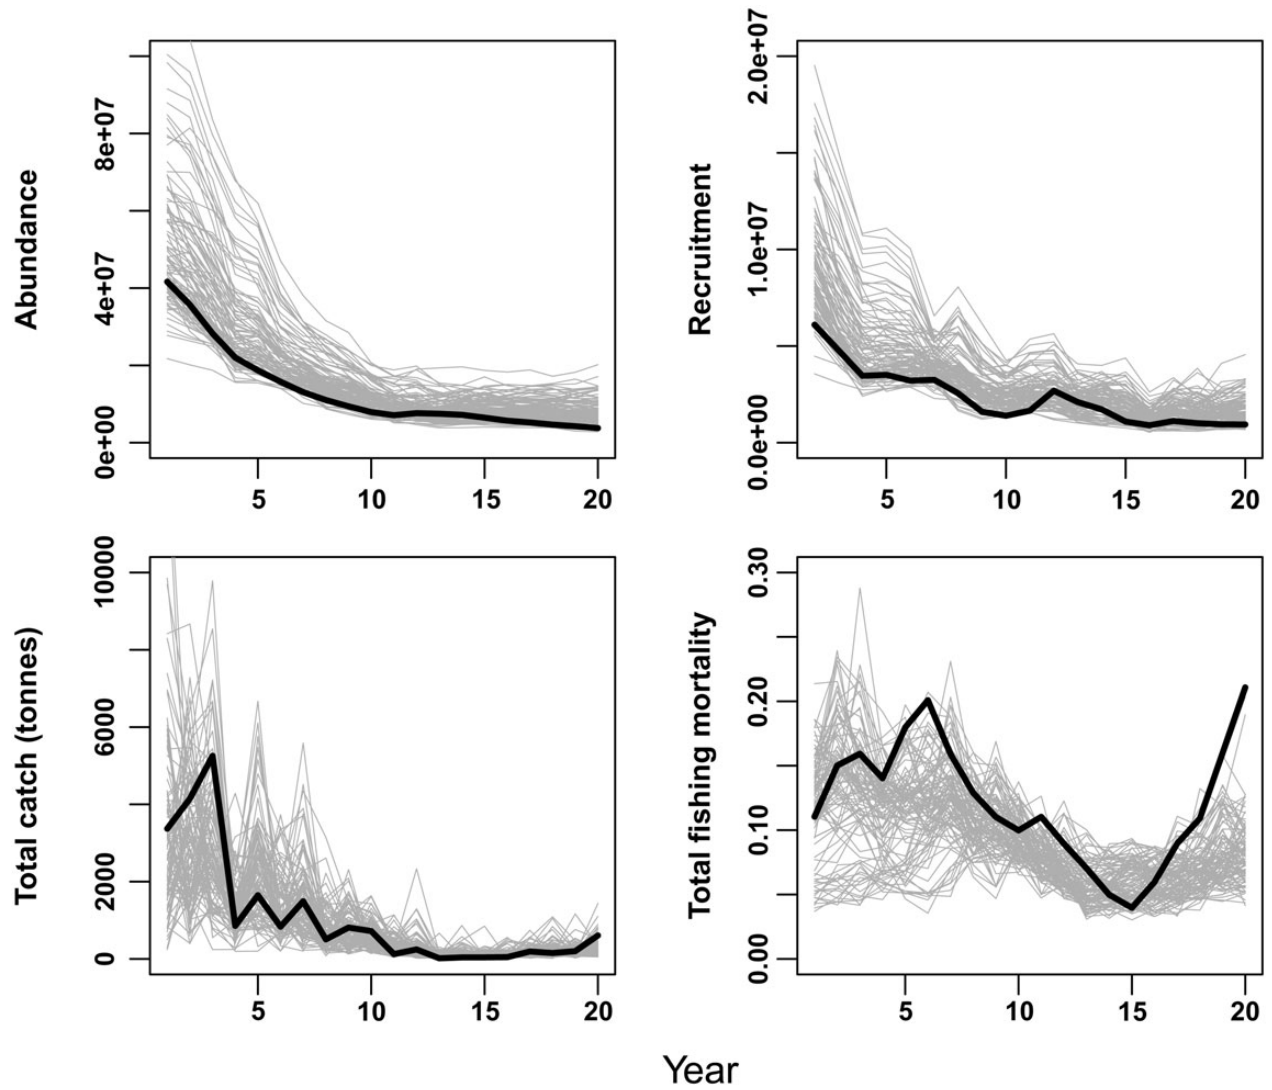 Abundance
8e+07
4e+07
0e+00
5 10 15 20
Recruitment
2.0e+07
1.0e+07
0.0e+00
5 10 15 20
Total catch (tonnes)
10000
6000
2000
0
5 10 15 20
Total fishing mortality
0.30
0.20
0.10
0.00
5 10 15 20
Year